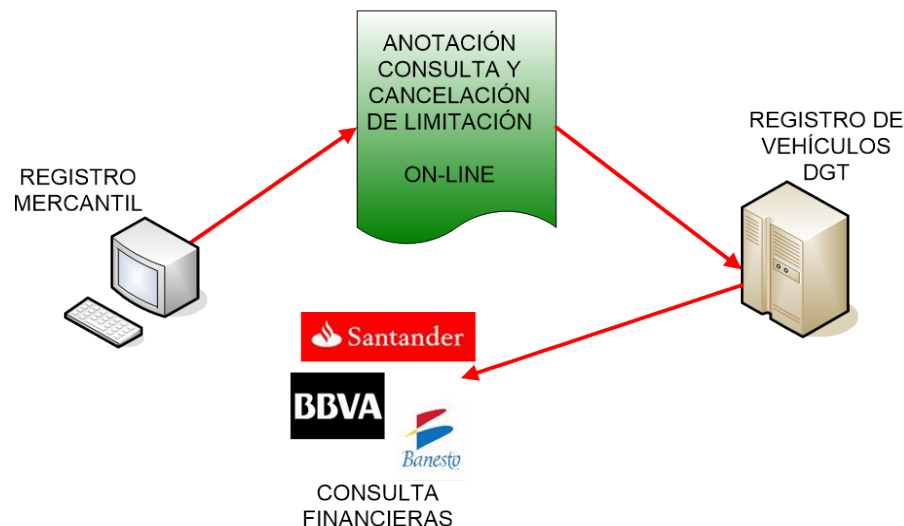 ANOTACIÓN
CONSULTA Y
CANCELACIÓN
DE LIMITACIÓN
ON-LINE
REGISTRO DE
VEHÍCULOS
DGT
REGISTRO
MERCANTIL
Santander
BBVA
Banesto
CONSULTA
FINANCIERAS